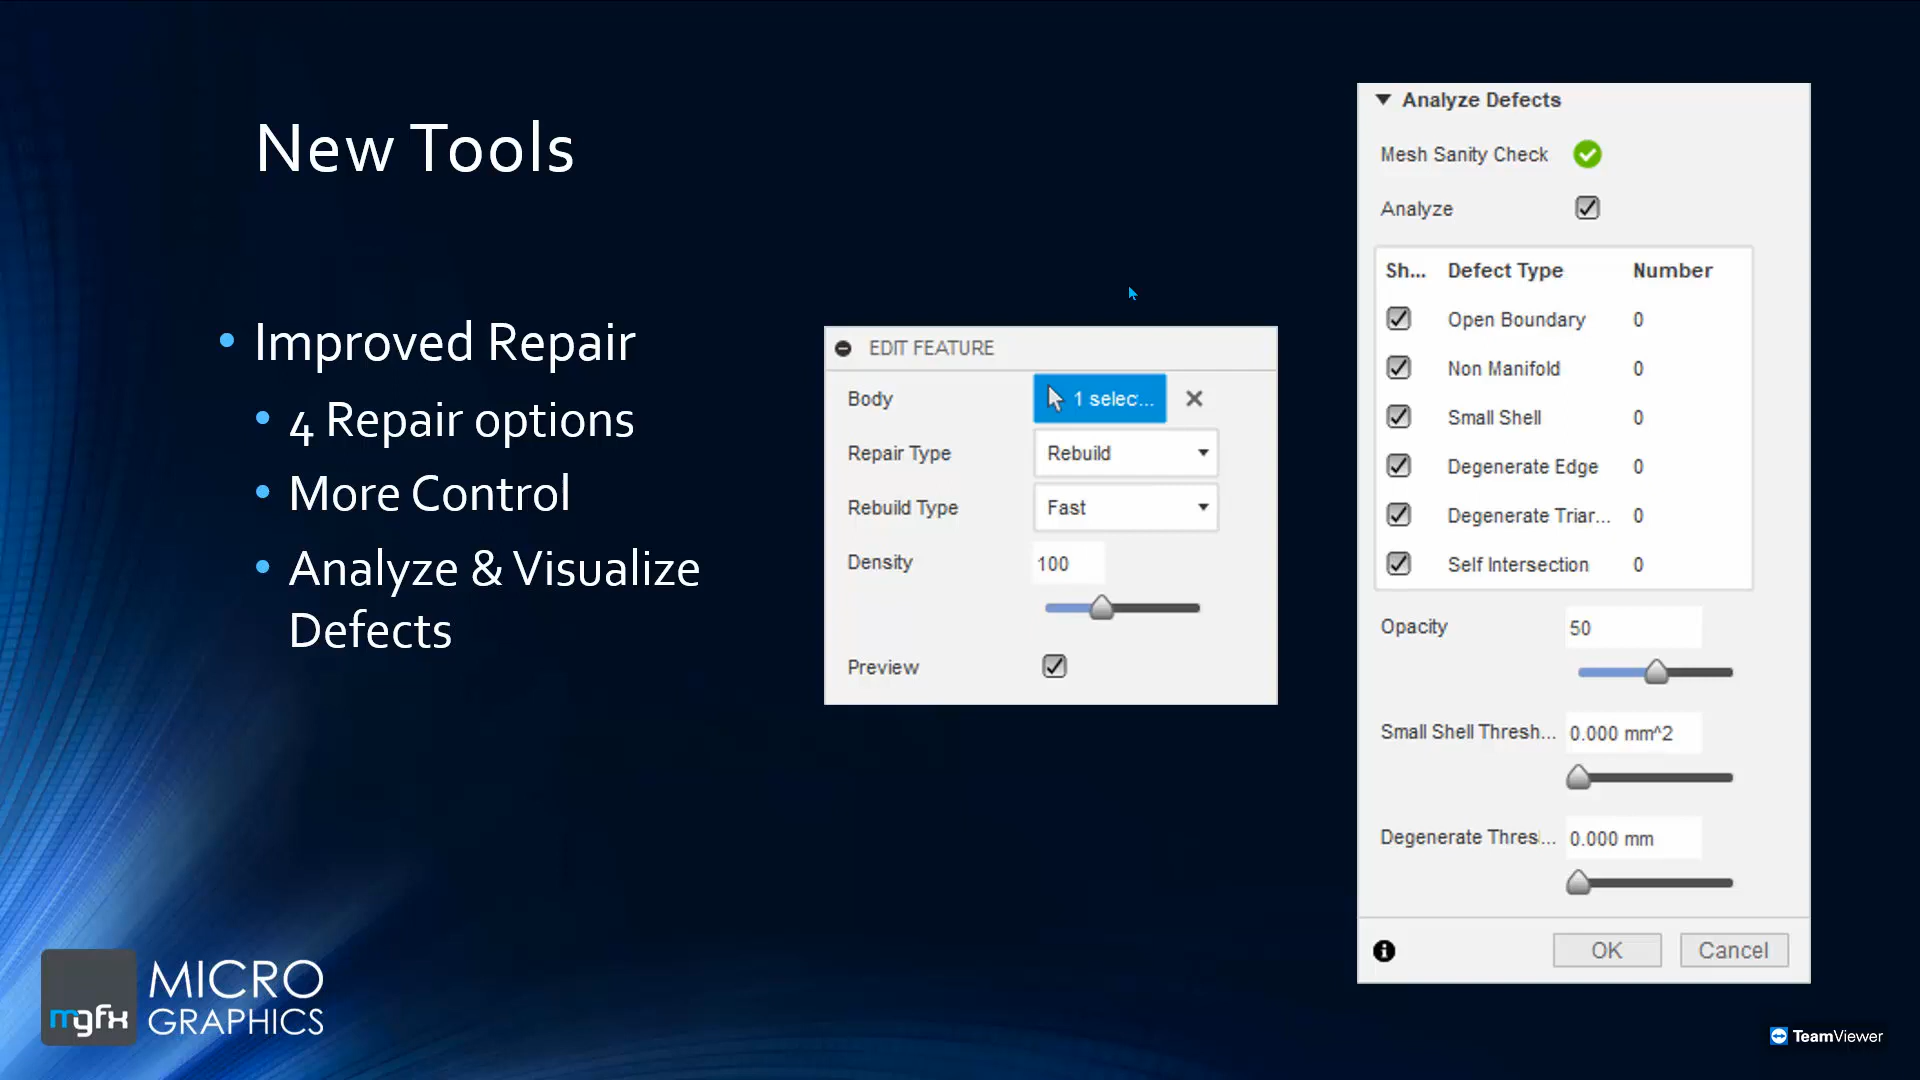 New Tools
• Improved Repair
• 4 Repair options
• More Control
• Analyze & Visualize
Defects
EDIT FEATURE
Body 1 selec...
Repair Type Rebuild
Rebuild Type Fast
Density 100
Preview
Analyze Defects
Mesh Sanity Check
Analyze
Sh... Defect Type Number
Open Boundary 0
Non Manifold 0
Small Shell 0
Degenerate Edge 0
Degenerate Triar... 0
Self Intersection 0
Opacity 50
Small Shell Thresh... 0.000 mm^2
Degenerate Thresi... 0.000 mm
OK Cancel
mgfx MICRO
GRAPHICS
TeamViewer